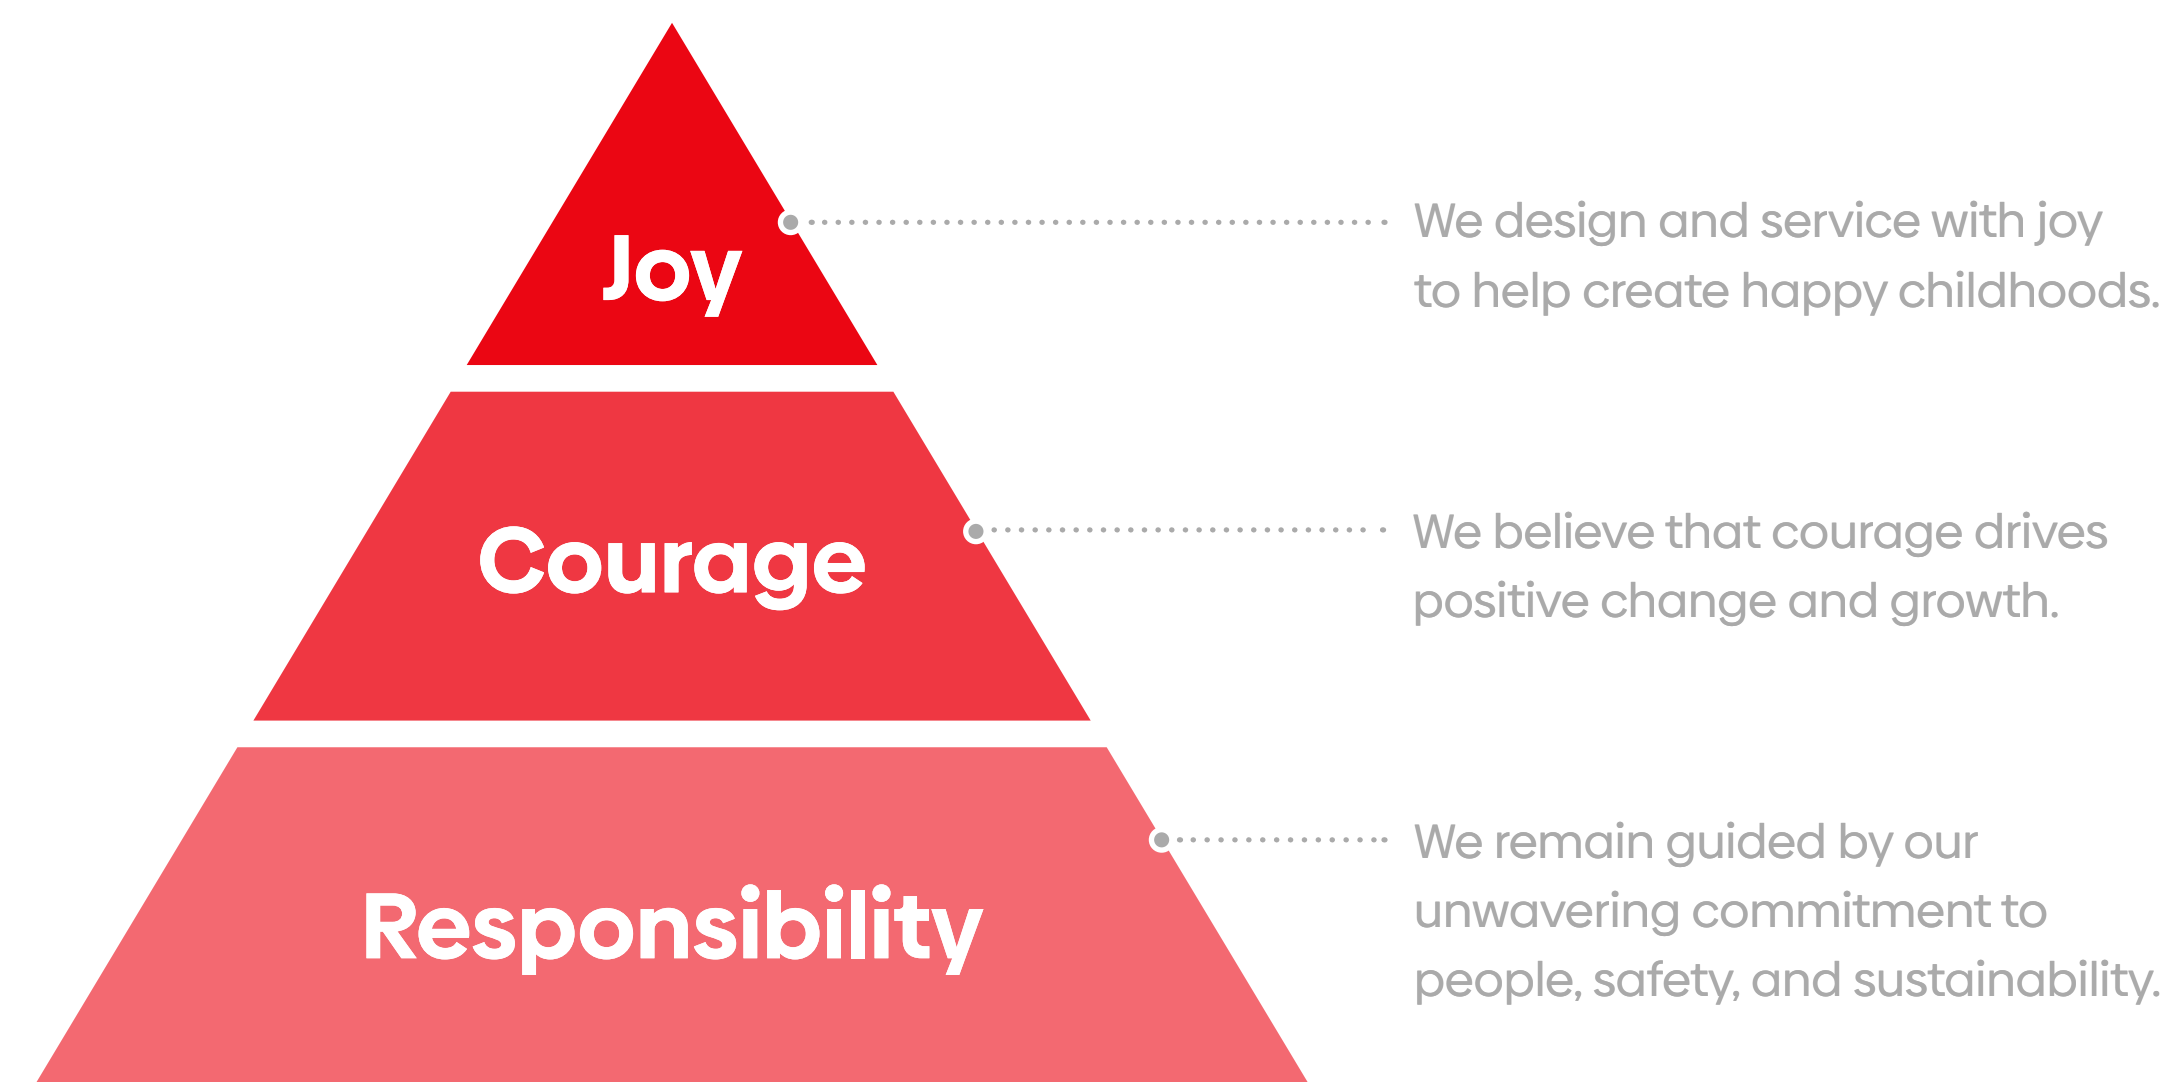 Joy
We design and service with joy
to help create happy childhoods.
Courage
We believe that courage drives
positive change and growth.
Responsibility
We remain guided by our
unwavering commitment to
people, safety, and sustainability.